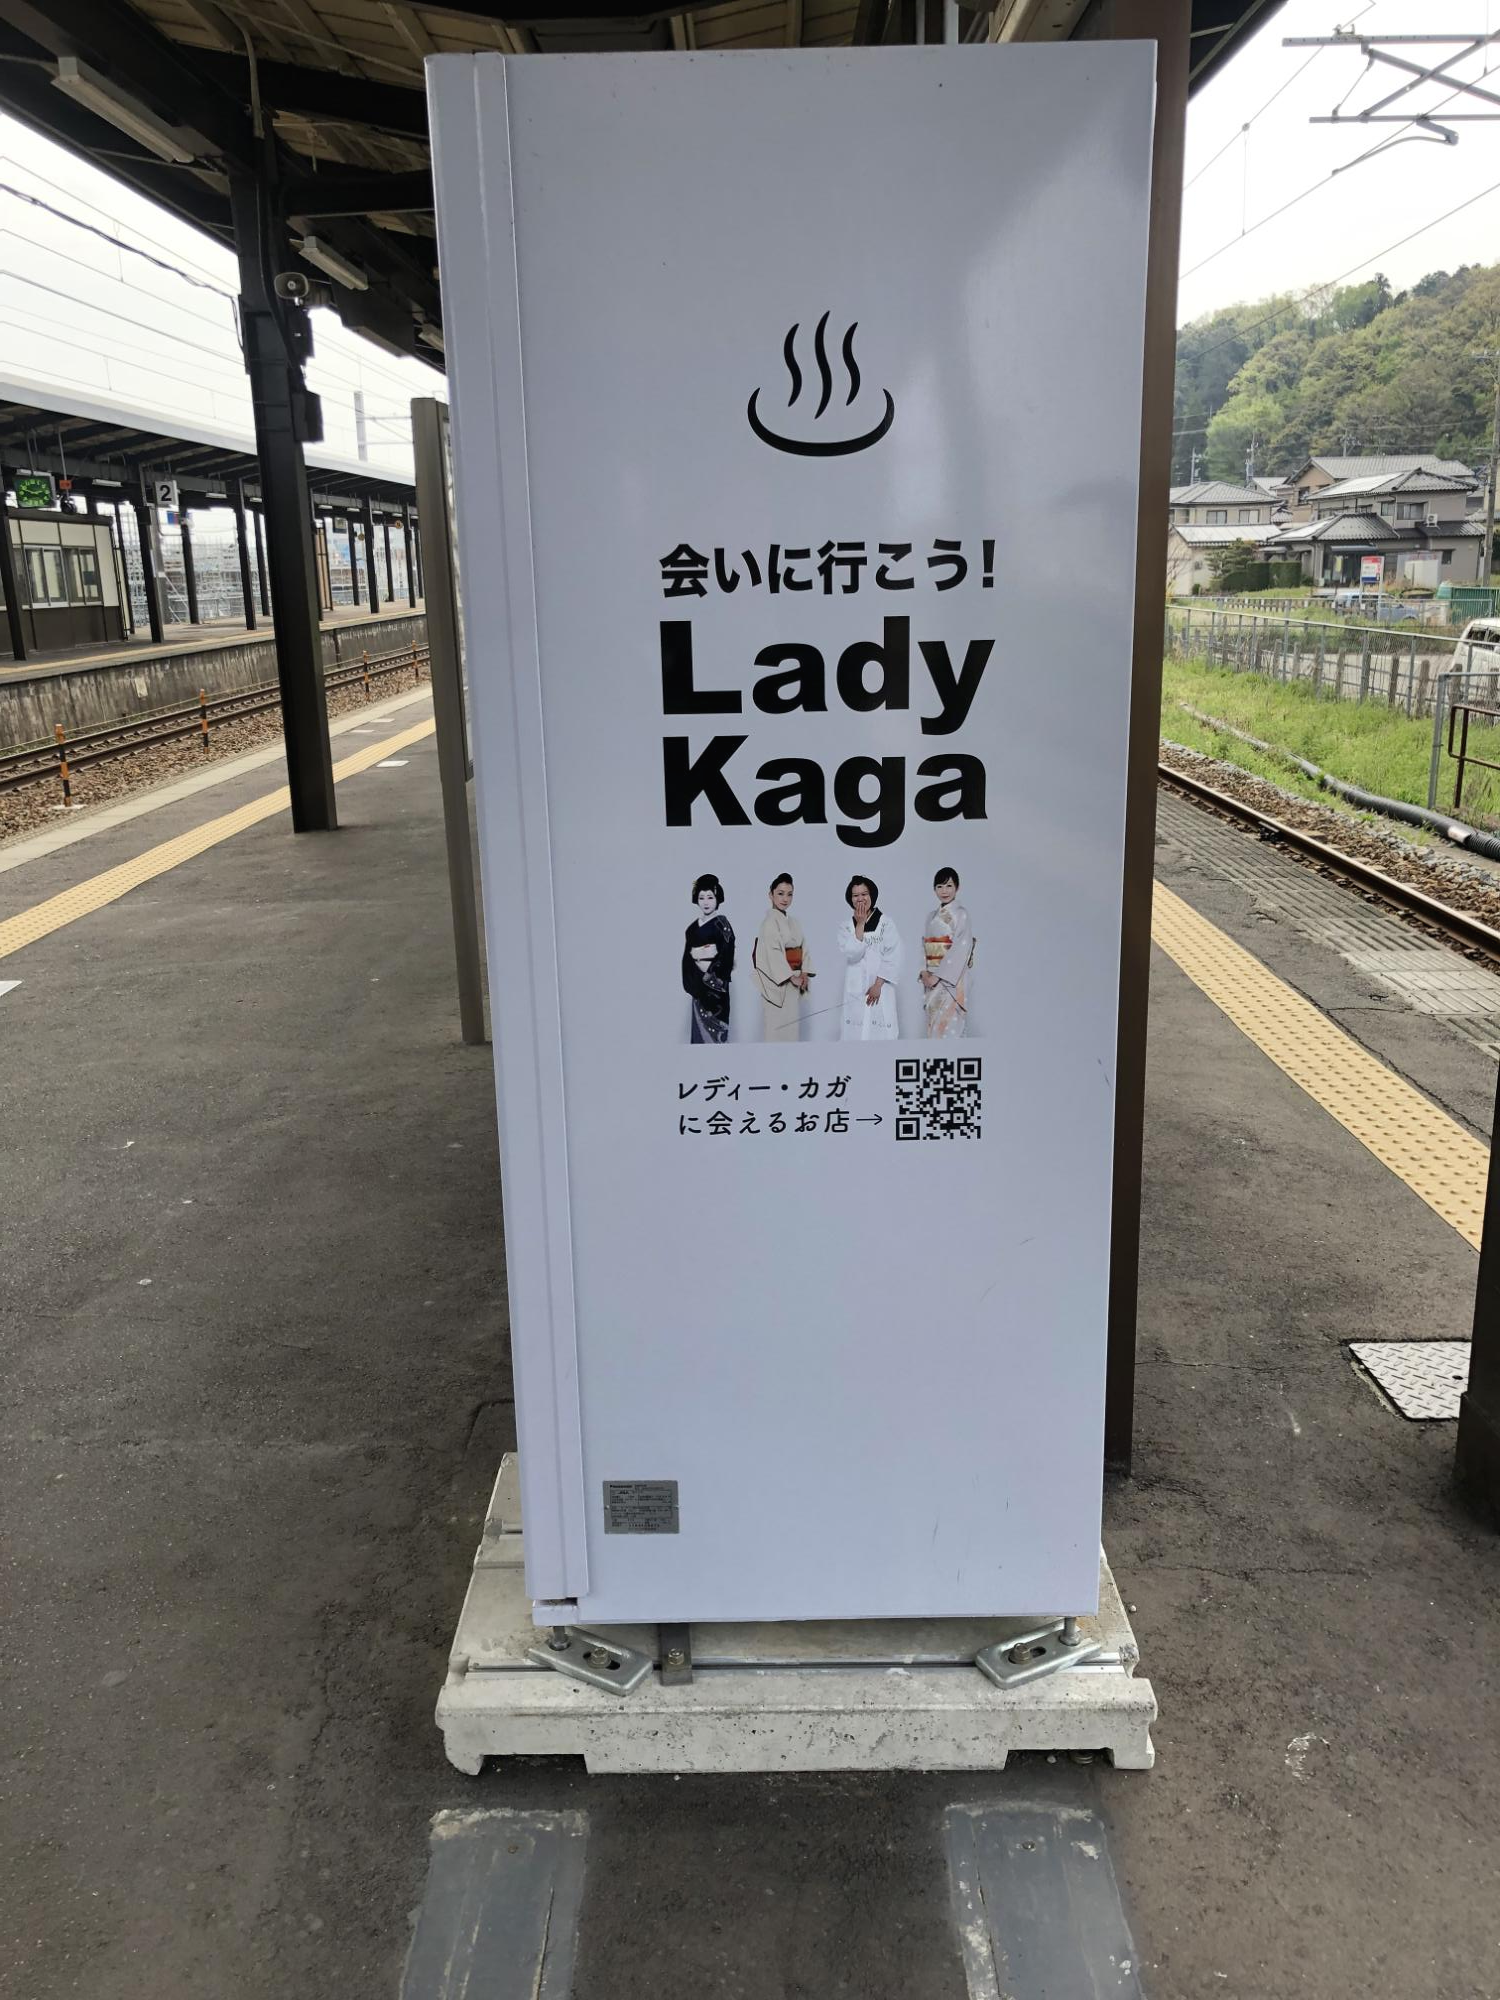 2
会いに行こう！
Lady
Kaga
レディー・カガ
に会えるお店→
Panasonic